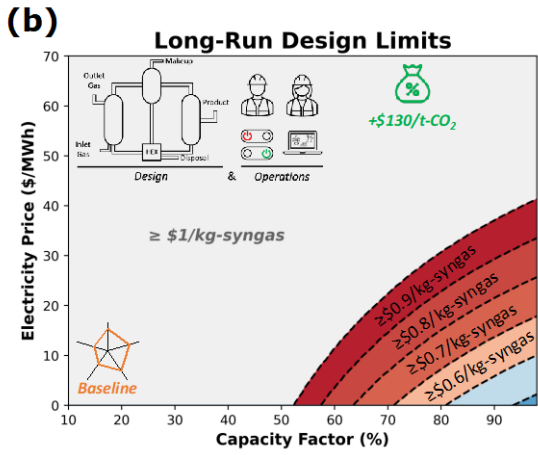 (b)
Long-Run Design Limits
Electricity Price ($/MWh)
70
60
50
40
30
20
10
0
Makeup
Outlet
Gas
Product
Inlet
Gas
HEX
Disposal
Design & Operations
%
+$130/t-CO₂
≥ $1/kg-syngas
≥$0.9/kg-syngas
≥$0.8/kg-syngas
≥$0.7/kg-syngas
≥$0.6/kg-syngas
Baseline
10 20 30 40 50 60 70 80 90
Capacity Factor (%)